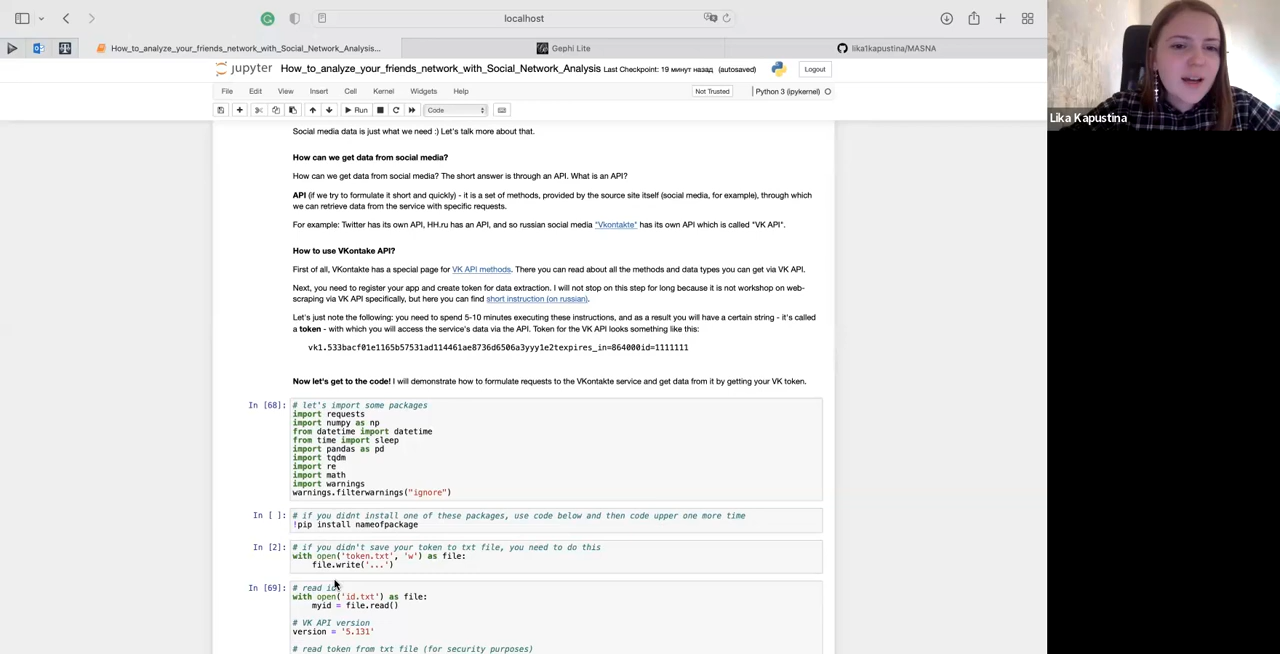 localhost
How_to_analyze_your_friends_network_with_Social_Network_Analysis...
Gephi Lite
lika1kapustina/MASNA
jupyter How_to_analyze_your_friends_network_with_Social_Network_Analysis Last Checkpoint: 19 минут назад (autosaved)
Logout
File Edit View Insert Cell Kernel Widgets Help
Not Trusted
Python 3 (ipykernel)
Run
Code
Lika Kapustina
Social media data is just what we need :) Let's talk more about that.
How can we get data from social media?
How can we get data from social media? The short answer is through an API. What is an API?
API (if we try to formulate it short and quickly) - it is a set of methods, provided by the source site itself (social media, for example), through which
we can retrieve data from the service with specific requests.
For example: Twitter has its own API, HH.ru has an API, and so russian social media "Vkontakte" has its own API which is called "VK API".
How to use VKontake API?
First of all, VKontakte has a special page for VK API methods. There you can read about all the methods and data types you can get via VK API.
Next, you need to register your app and create token for data extraction. I will not stop on this step for long because it is not workshop on web-
scraping via VK API specifically, but here you can find short instruction (on russian).
Let's just note the following: you need to spend 5-10 minutes executing these instructions, and as a result you will have a certain string - it's called
a token - with which you will access the service's data via the API. Token for the VK API looks something like this:
vk1.533bacf01e1165b57531ad114461ae8736d6506a3yyy1e2texpires_in=864000id=1111111
Now let's get to the code! I will demonstrate how to formulate requests to the VKontakte service and get data from it by getting your VK token.
In [68]: # let's import some packages
import requests
import numpy as np
from datetime import datetime
from time import sleep
import pandas as pd
import tqdm
import re
import math
import warnings
warnings.filterwarnings("ignore")
In [ ]: # if you didnt install one of these packages, use code below and then code upper one more time
!pip install nameofpackage
In [2]: # if you didn't save your token to txt file, you need to do this
with open('token.txt', 'w') as file:
file.write('...')
In [69]: # read id
with open('id.txt') as file:
myid = file.read()
# VK API version
version = '5.131'
# read token from txt file (for security purposes)